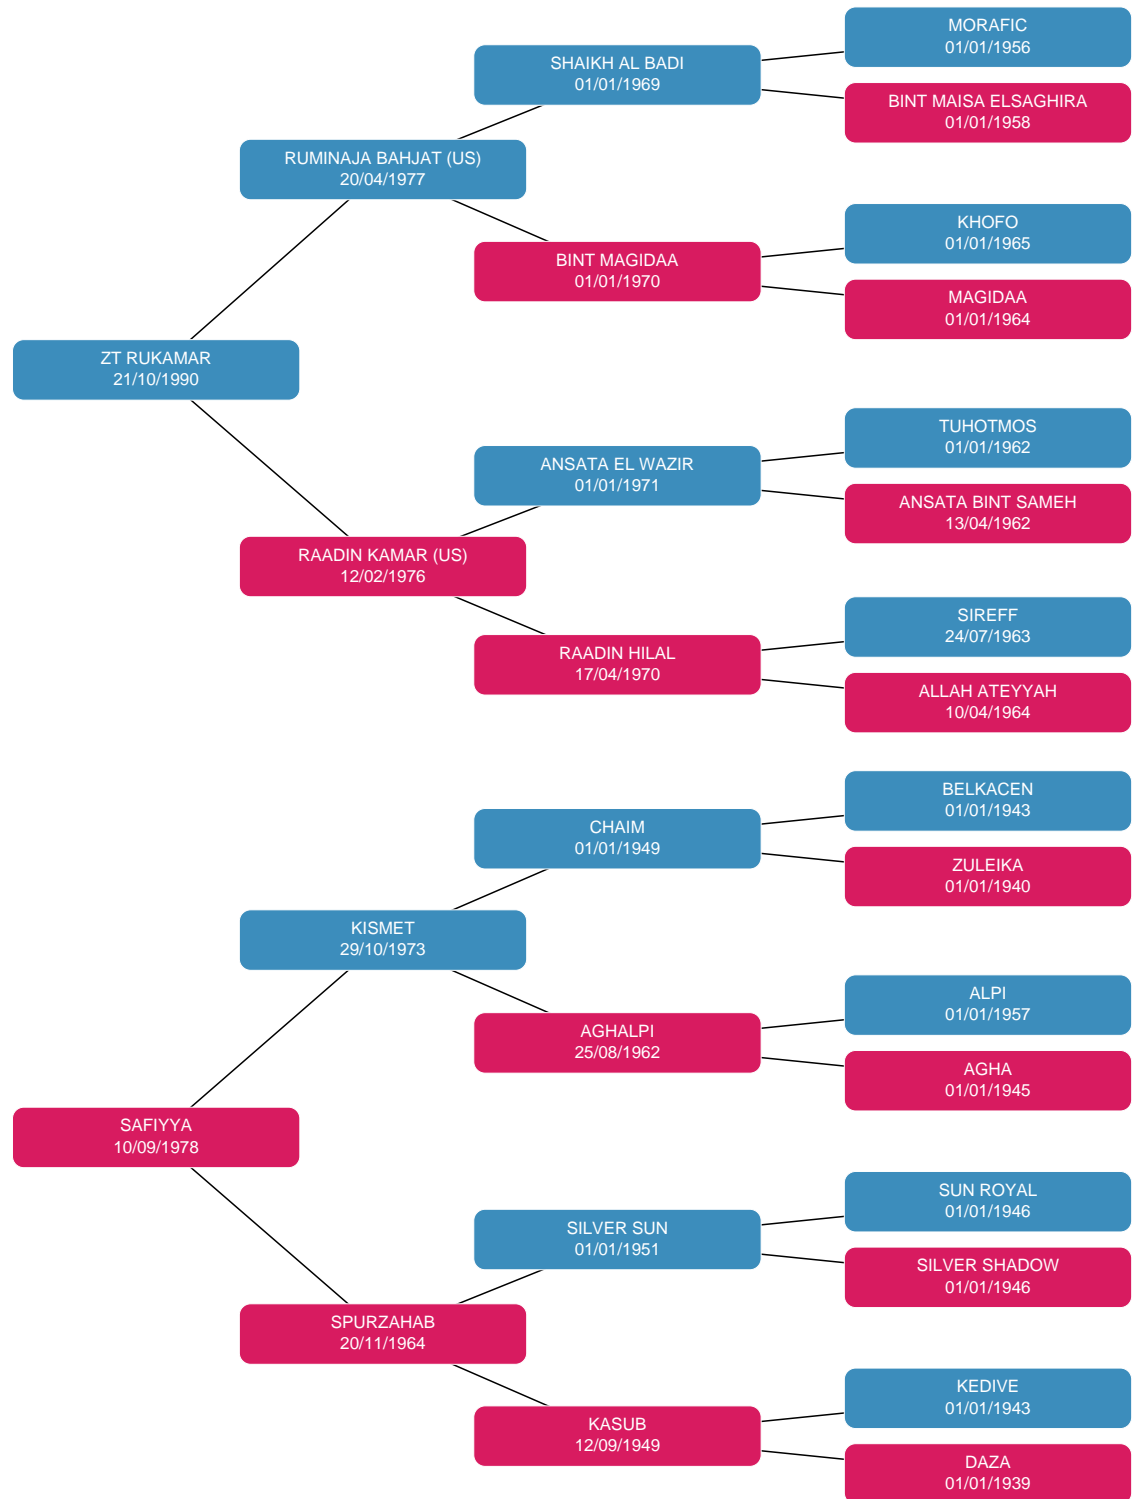 MORAFIC
01/01/1956
SHAIKH AL BADI
01/01/1969
BINT MAISA ELSAGHIRA
01/01/1958
RUMINAJA BAHJAT (US)
20/04/1977
KHOFO
01/01/1965
BINT MAGIDAA
01/01/1970
MAGIDAA
01/01/1964
ZT RUKAMAR
21/10/1990
TUHOTMOS
01/01/1962
ANSATA EL WAZIR
01/01/1971
ANSATA BINT SAMEH
13/04/1962
RAADIN KAMAR (US)
12/02/1976
SIREFF
24/07/1963
RAADIN HILAL
17/04/1970
ALLAH ATEYYAH
10/04/1964
BELKACEN
01/01/1943
CHAIM
01/01/1949
ZULEIKA
01/01/1940
KISMET
29/10/1973
ALPI
01/01/1957
AGHALPI
25/08/1962
AGHA
01/01/1945
SAFIYYA
10/09/1978
SUN ROYAL
01/01/1946
SILVER SUN
01/01/1951
SILVER SHADOW
01/01/1946
SPURZAHAB
20/11/1964
KEDIVE
01/01/1943
KASUB
12/09/1949
DAZA
01/01/1939